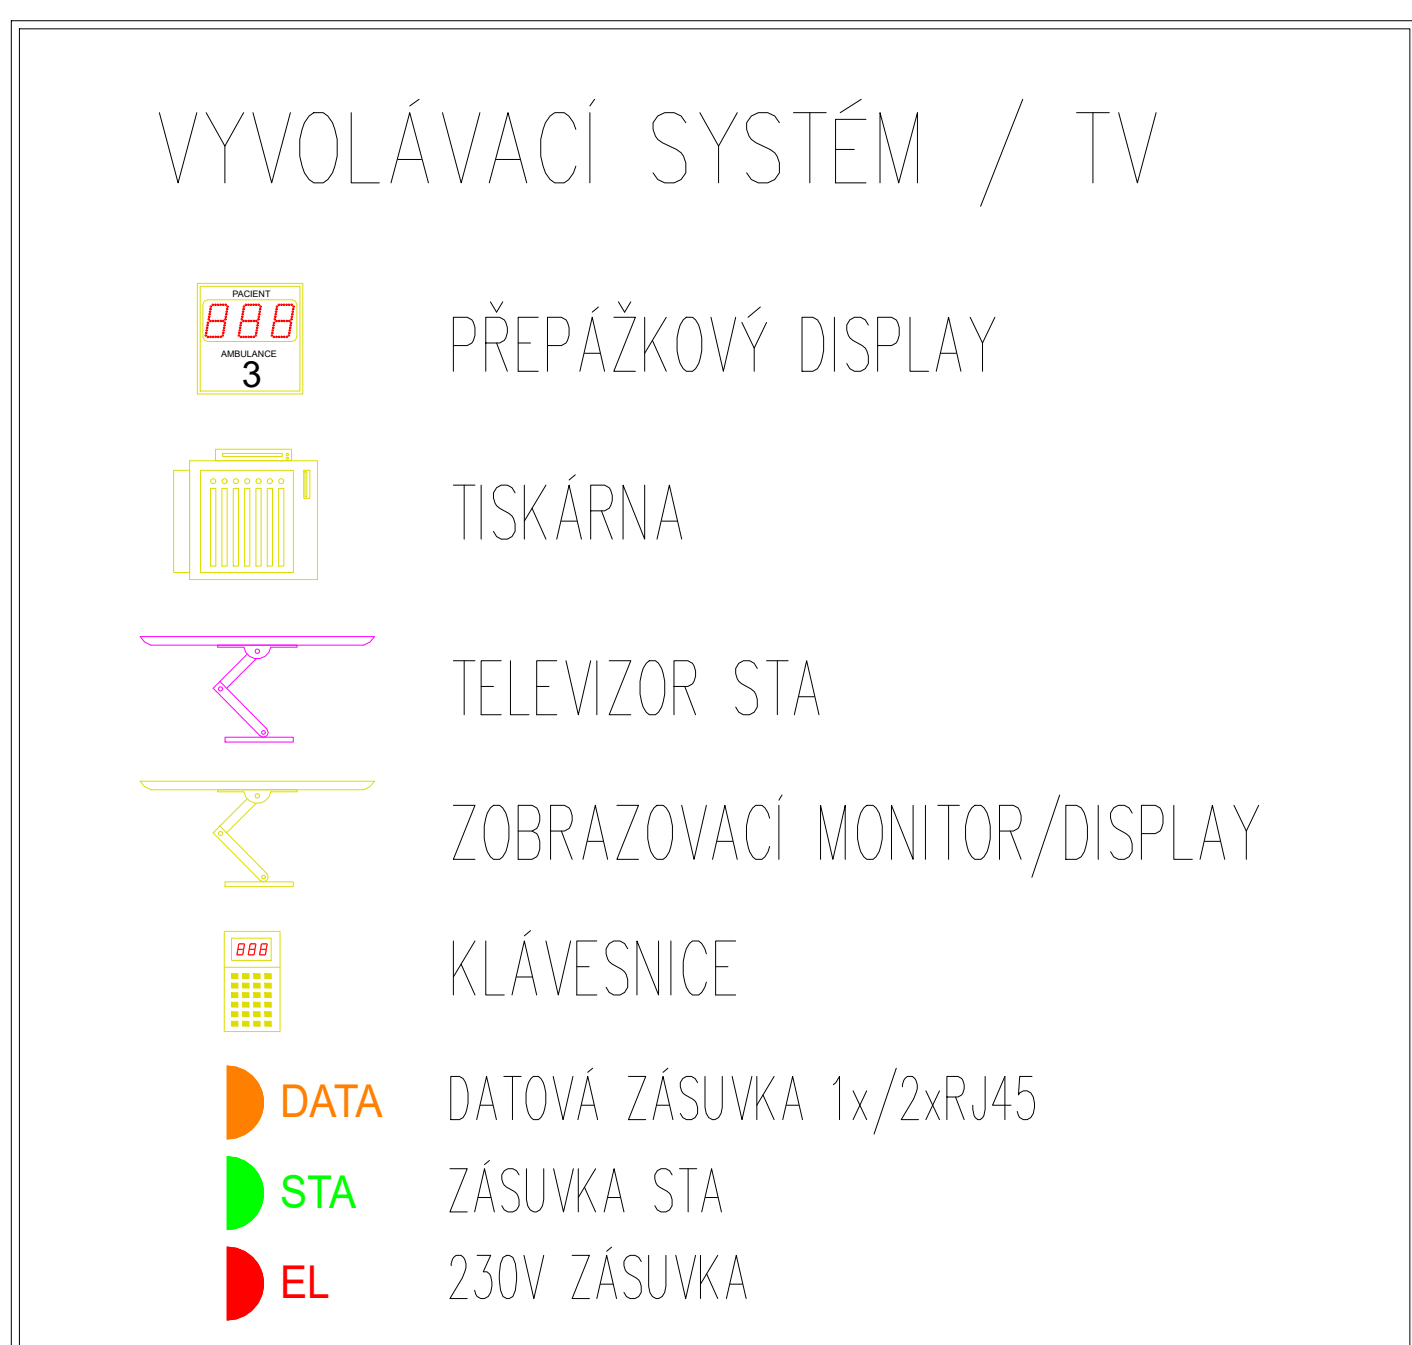 VYVOLÁVACÍ SYSTÉM / TV
PACIENT
888
AMBULANCE
3
PŘEPÁŽKOVÝ DISPLAY
TISKÁRNA
TELEVIZOR STA
ZOBRAZOVACÍ MONITOR/DISPLAY
888
KLÁVESNICE
DATA DATOVÁ ZÁSUVKA 1x/2xRJ45
STA ZÁSUVKA STA
EL 230V ZÁSUVKA